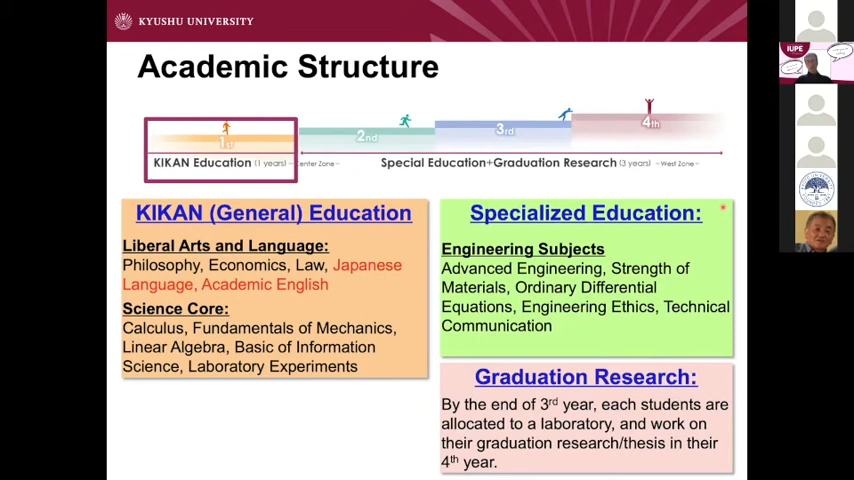 KYUSHU UNIVERSITY
Academic Structure
1st
2nd
3rd
4th
KIKAN Education (1 years) ~Center Zone~
Special Education+Graduation Research (3 years) ~West Zone~
KIKAN (General) Education
Liberal Arts and Language:
Philosophy, Economics, Law, Japanese
Language, Academic English
Science Core:
Calculus, Fundamentals of Mechanics,
Linear Algebra, Basic of Information
Science, Laboratory Experiments
Specialized Education:
Engineering Subjects
Advanced Engineering, Strength of
Materials, Ordinary Differential
Equations, Engineering Ethics, Technical
Communication
Graduation Research:
By the end of 3rd year, each students are
allocated to a laboratory, and work on
their graduation research/thesis in their
4th year.
IUPE